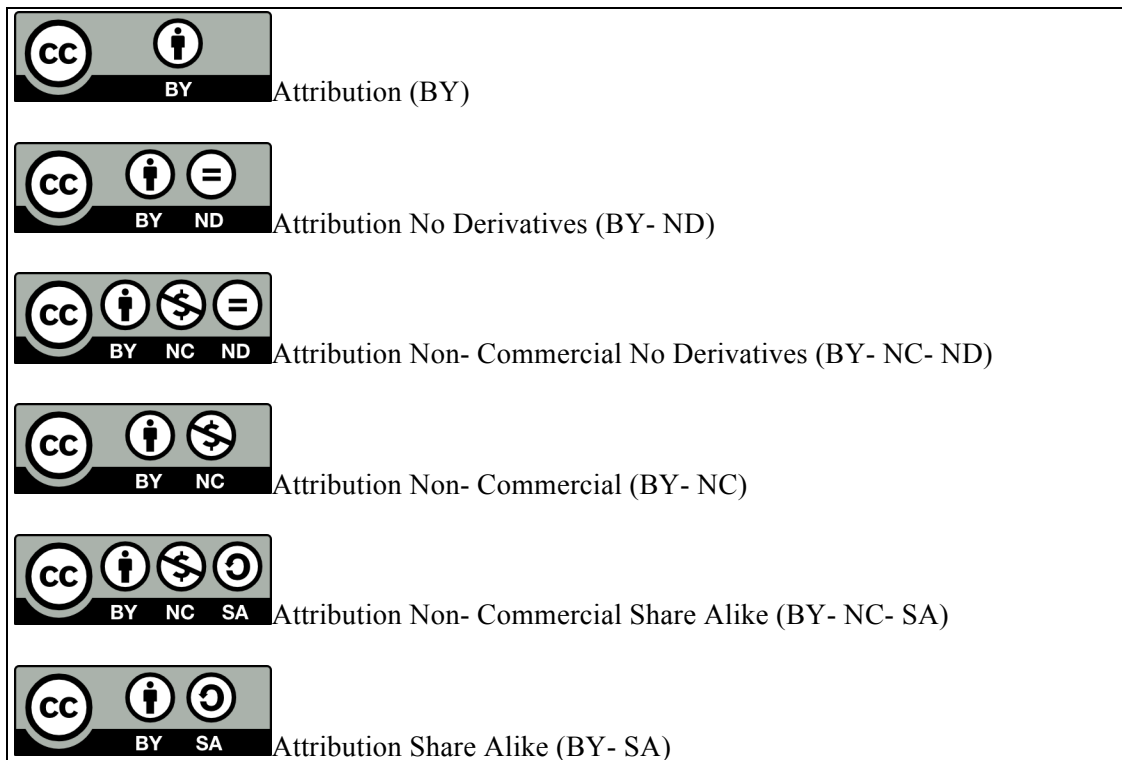 CC
BY
Attribution (BY)
CC
BY ND
Attribution No Derivatives (BY- ND)
CC
$
BY NC ND
Attribution Non- Commercial No Derivatives (BY- NC- ND)
CC
$
BY NC
Attribution Non- Commercial (BY- NC)
CC
$
BY NC SA
Attribution Non- Commercial Share Alike (BY- NC- SA)
CC
BY SA
Attribution Share Alike (BY- SA)